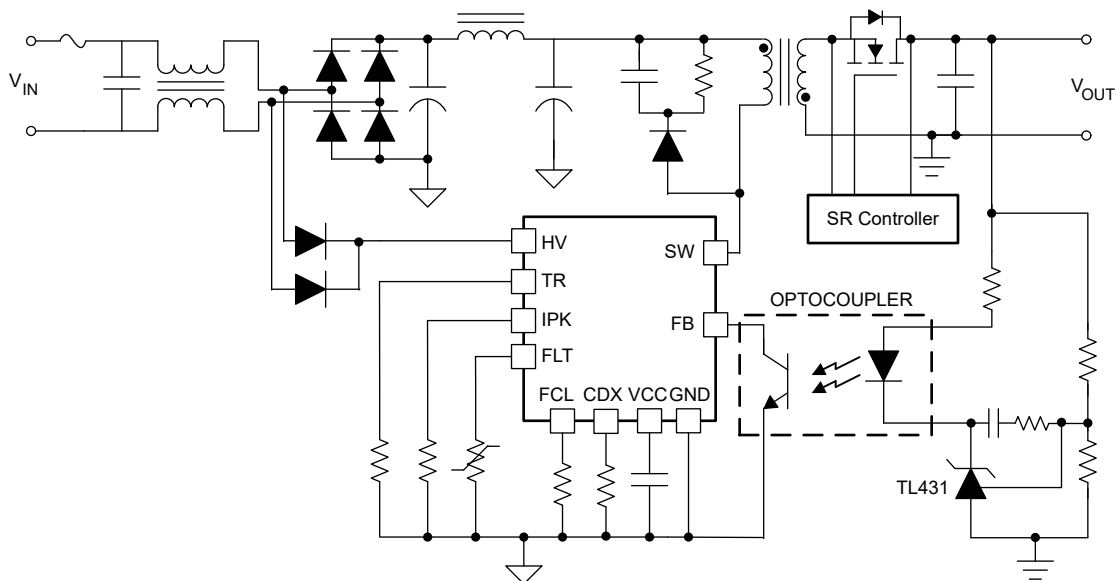 V_IN
V_OUT
SR Controller
HV
SW
TR
OPTOCOUPLER
IPK
FB
FLT
FCL CDX VCC GND
TL431